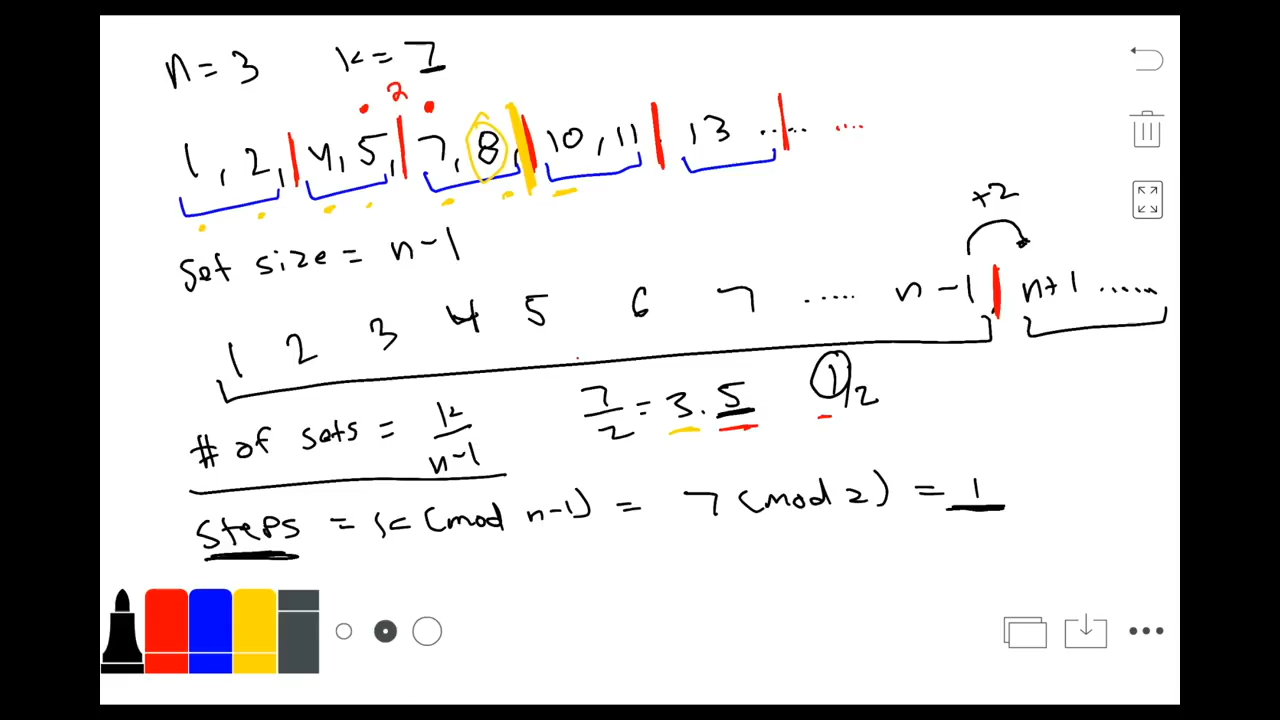 n = 3 k = 7
2
1, 2, | 4, 5, | 7, 8, | 10, 11 | 13 ..... | ....
+2
set size = n-1
1 2 3 4 5 6 7 ..... n-1 | n+1 ......
# of sets = k/n-1 7/2 = 3.5 1/2
steps = k (mod n-1) = 7 (mod 2) = 1